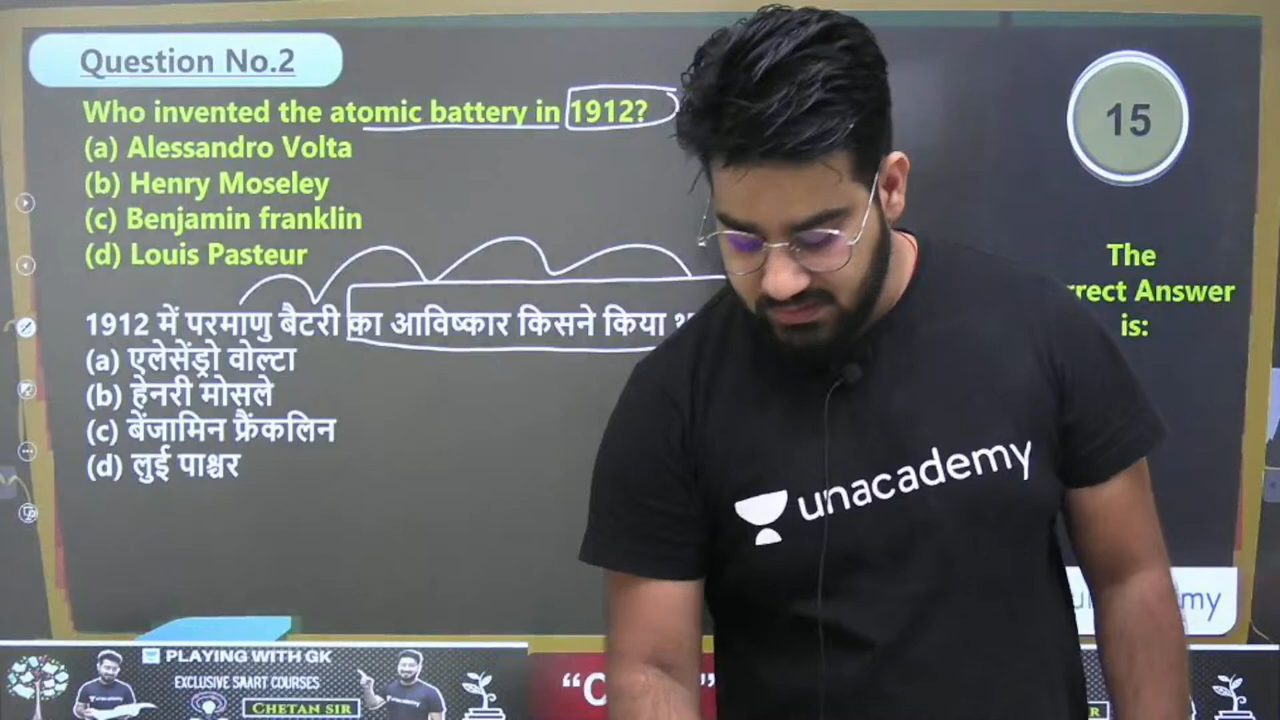 Question No.2
Who invented the atomic battery in 1912?
(a) Alessandro Volta
(b) Henry Moseley
(c) Benjamin franklin
(d) Louis Pasteur
1912 में परमाणु बैटरी का आविष्कार किसने किया
(a) एलेसेंड्रो वोल्टा
(b) हेनरी मोसले
(c) बेंजामिन फ्रैंकलिन
(d) लुई पाश्चर
15
The
rrect Answer
is:
unacademy
my
PLAYING WITH GK
EXCLUSIVE SAART COURSES
CHETAN SIR
unacademy